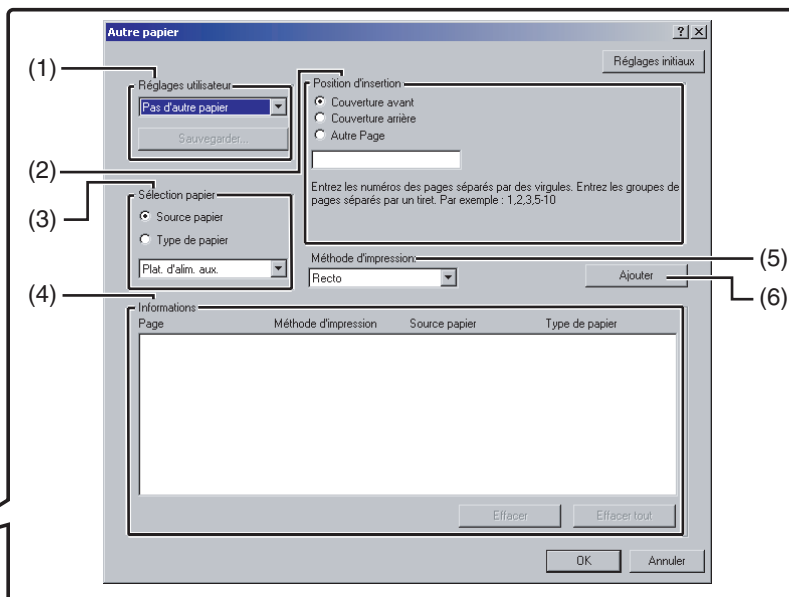 Autre papier
Réglages initiaux
(1)
Réglages utilisateur
Pas d'autre papier
Sauvegarder...
(2)
Position d'insertion
Couverture avant
Couverture arrière
Autre Page
Entrez les numéros des pages séparés par des virgules. Entrez les groupes de
pages séparés par un tiret. Par exemple : 1,2,3,5-10
(3)
Sélection papier
Source papier
Type de papier
Plat. d'alim. aux.
Méthode d'impression:
Recto
(5)
Ajouter
(6)
(4)
Informations
Page Méthode d'impression Source papier Type de papier
Effacer Effacer tout
OK Annuler